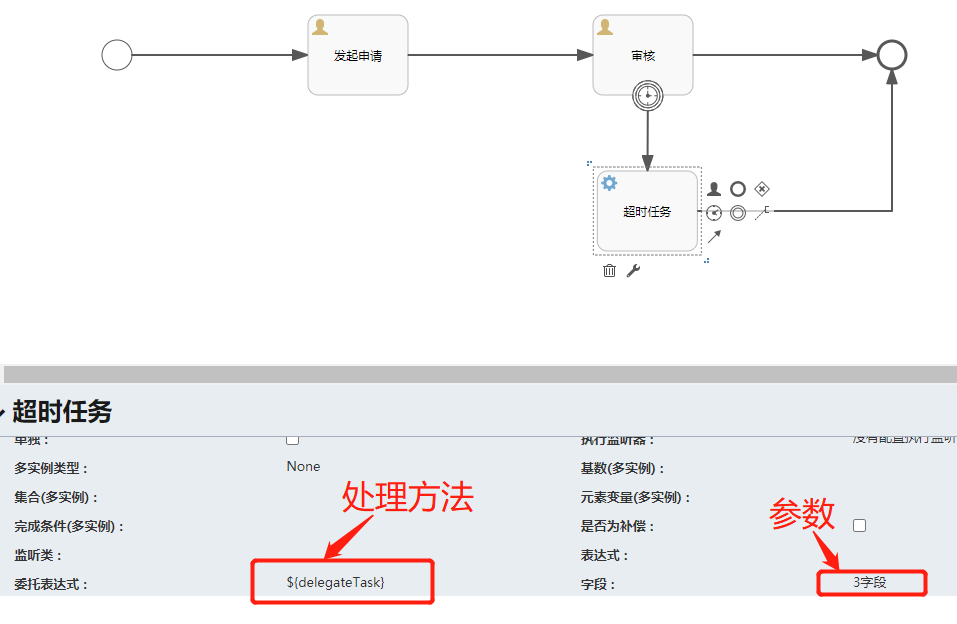 发起申请
审核
超时任务
超时任务
单独：
执行监听器：
没有配置执行监听
多实例类型：
None
基数(多实例)：
集合(多实例)：
元素变量(多实例)：
处理方法
参数
完成条件(多实例)：
是否为补偿：
监听类：
表达式：
委托表达式：
${delegateTask}
字段：
3字段